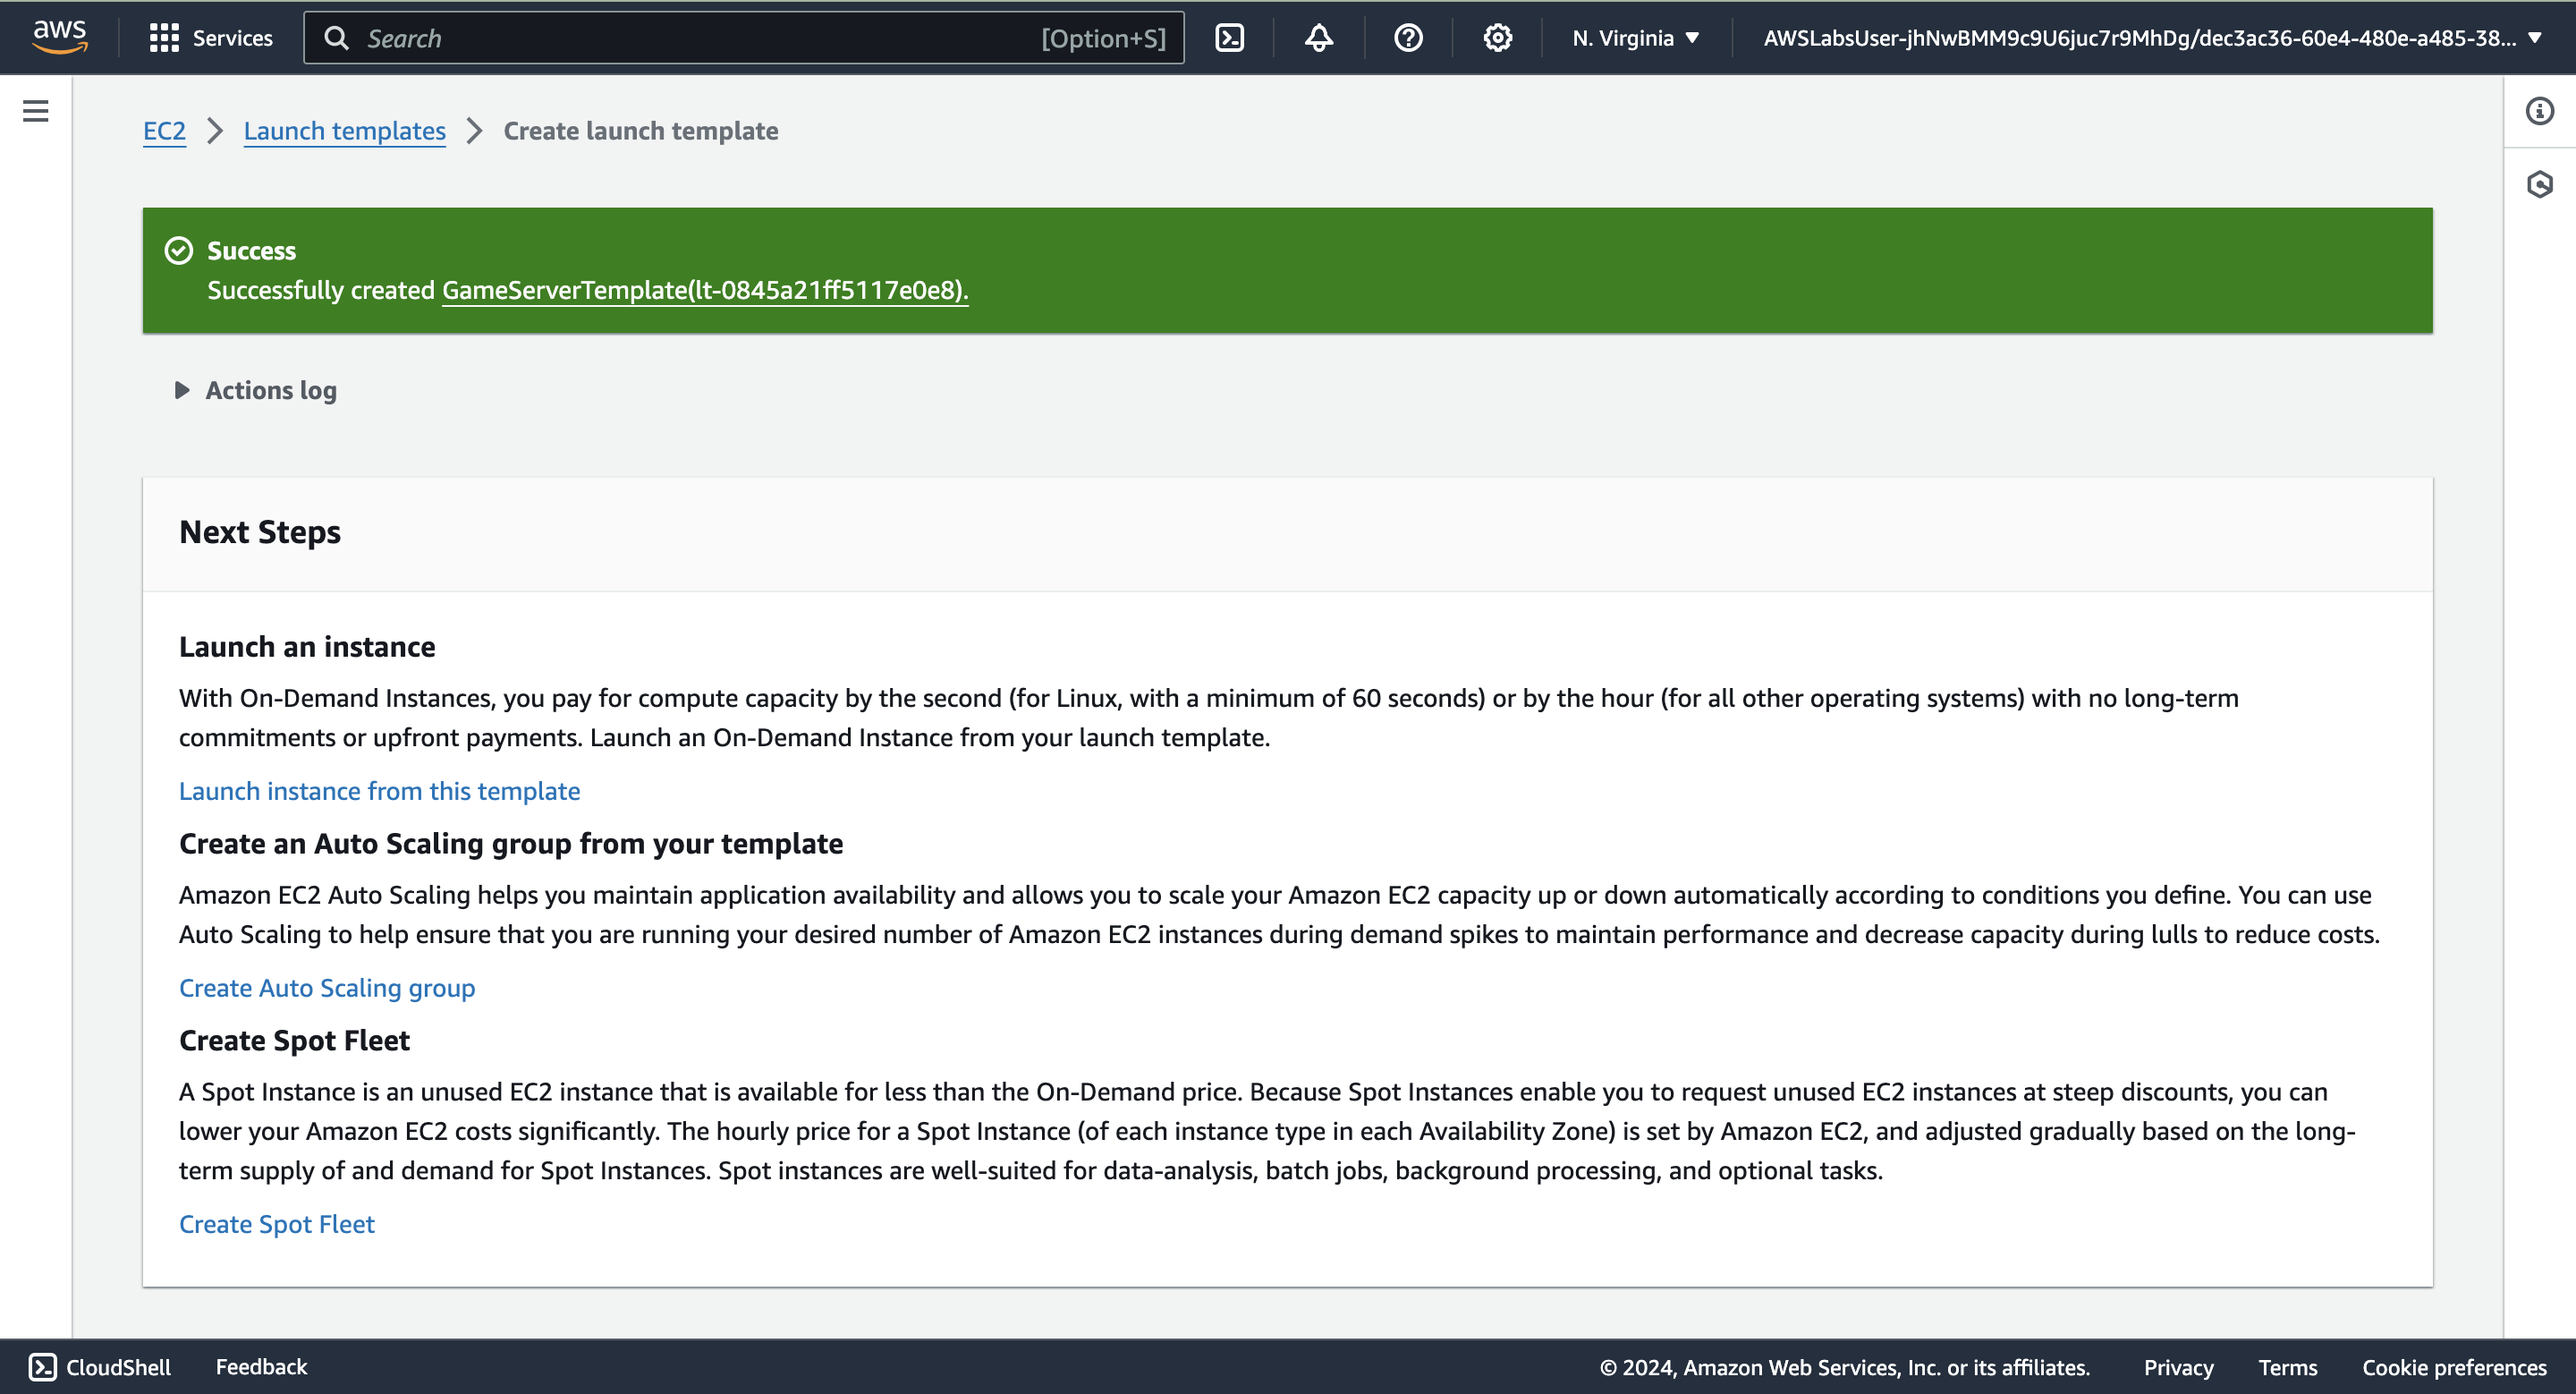 aws
Services
Search
[Option+S]
N. Virginia
AWSLabsUser-jhNwBMM9c9U6juc7r9MhDg/dec3ac36-60e4-480e-a485-38...
EC2 > Launch templates > Create launch template
Success
Successfully created GameServerTemplate(lt-0845a21ff5117e0e8).
Actions log
Next Steps
Launch an instance
With On-Demand Instances, you pay for compute capacity by the second (for Linux, with a minimum of 60 seconds) or by the hour (for all other operating systems) with no long-term
commitments or upfront payments. Launch an On-Demand Instance from your launch template.
Launch instance from this template
Create an Auto Scaling group from your template
Amazon EC2 Auto Scaling helps you maintain application availability and allows you to scale your Amazon EC2 capacity up or down automatically according to conditions you define. You can use
Auto Scaling to help ensure that you are running your desired number of Amazon EC2 instances during demand spikes to maintain performance and decrease capacity during lulls to reduce costs.
Create Auto Scaling group
Create Spot Fleet
A Spot Instance is an unused EC2 instance that is available for less than the On-Demand price. Because Spot Instances enable you to request unused EC2 instances at steep discounts, you can
lower your Amazon EC2 costs significantly. The hourly price for a Spot Instance (of each instance type in each Availability Zone) is set by Amazon EC2, and adjusted gradually based on the long-
term supply of and demand for Spot Instances. Spot instances are well-suited for data-analysis, batch jobs, background processing, and optional tasks.
Create Spot Fleet
CloudShell
Feedback
© 2024, Amazon Web Services, Inc. or its affiliates.
Privacy
Terms
Cookie preferences